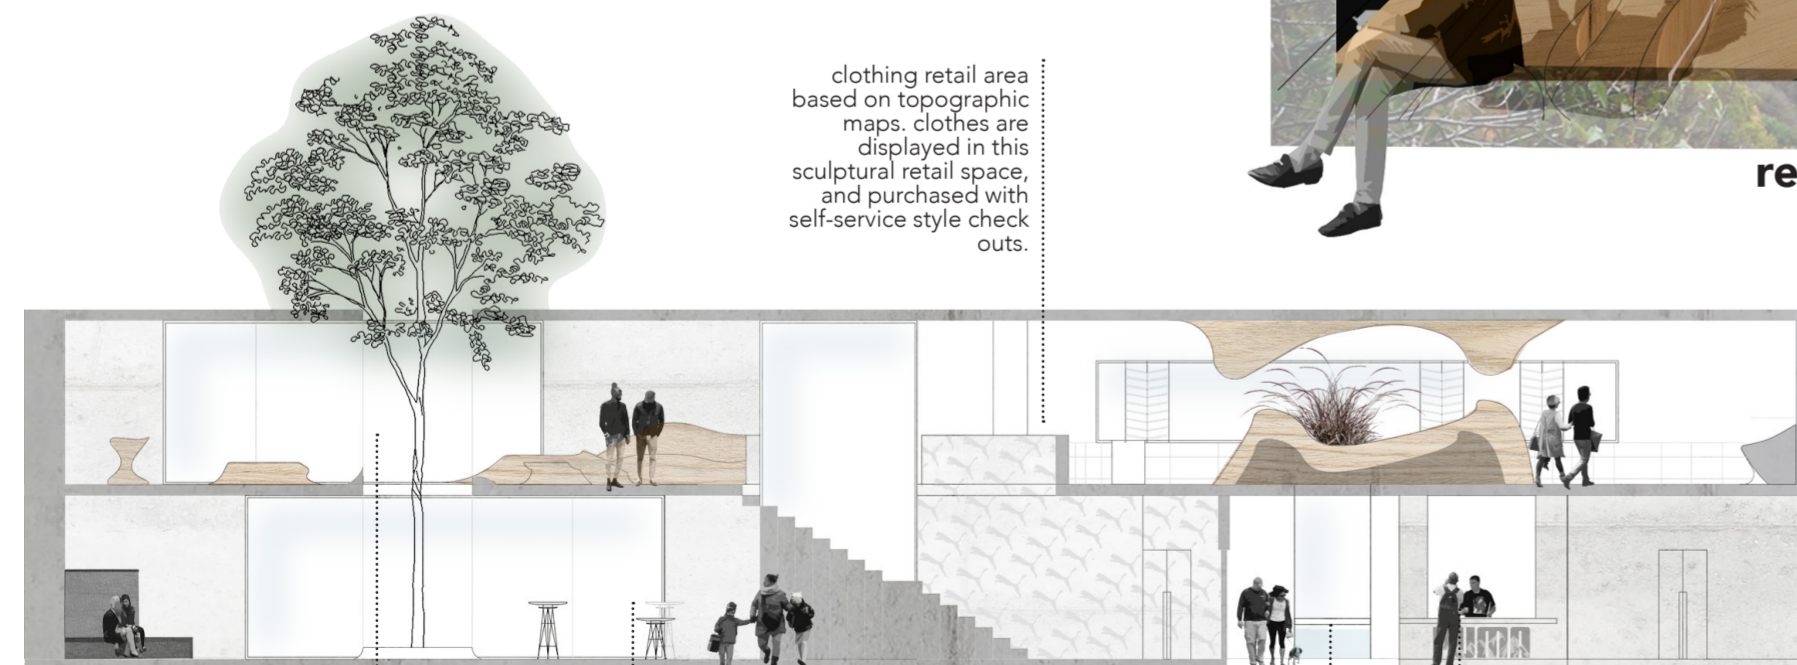 clothing retail area
based on topographic
maps. clothes are
displayed in this
sculptural retail space,
and purchased with
self-service style check
outs.
re